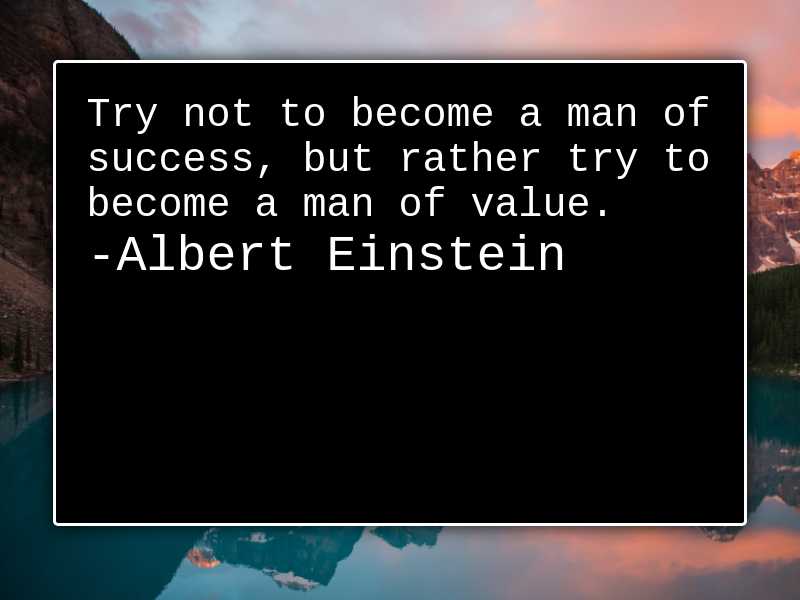 Try not to become a man of
success, but rather try to
become a man of value.
-Albert Einstein